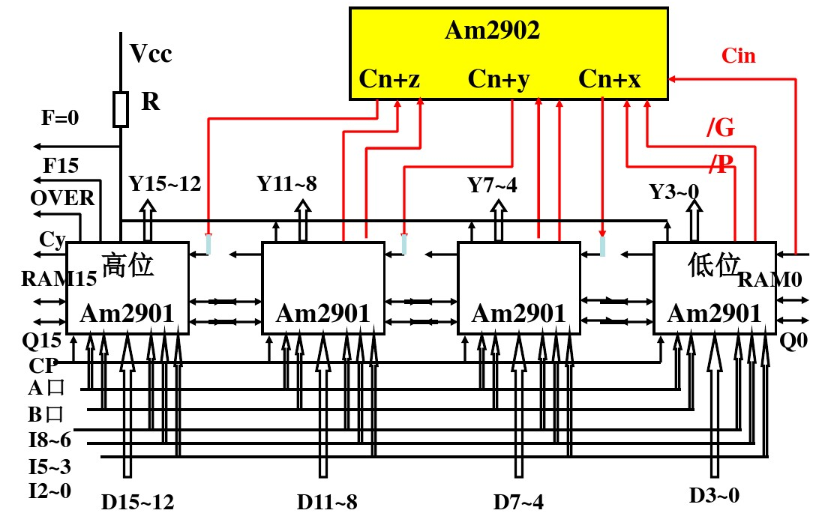 Am2902
Cn+z Cn+y Cn+x
Cin
Vcc
R
F=0
/G
/P
F15
OVER
Y15~12
Y11~8
Y7~4
Y3~0
Cy
高位
低位
RAM15
RAM0
Am2901
Am2901
Am2901
Am2901
Q15
Q0
CP
A口
B口
I8~6
I5~3
I2~0
D15~12
D11~8
D7~4
D3~0